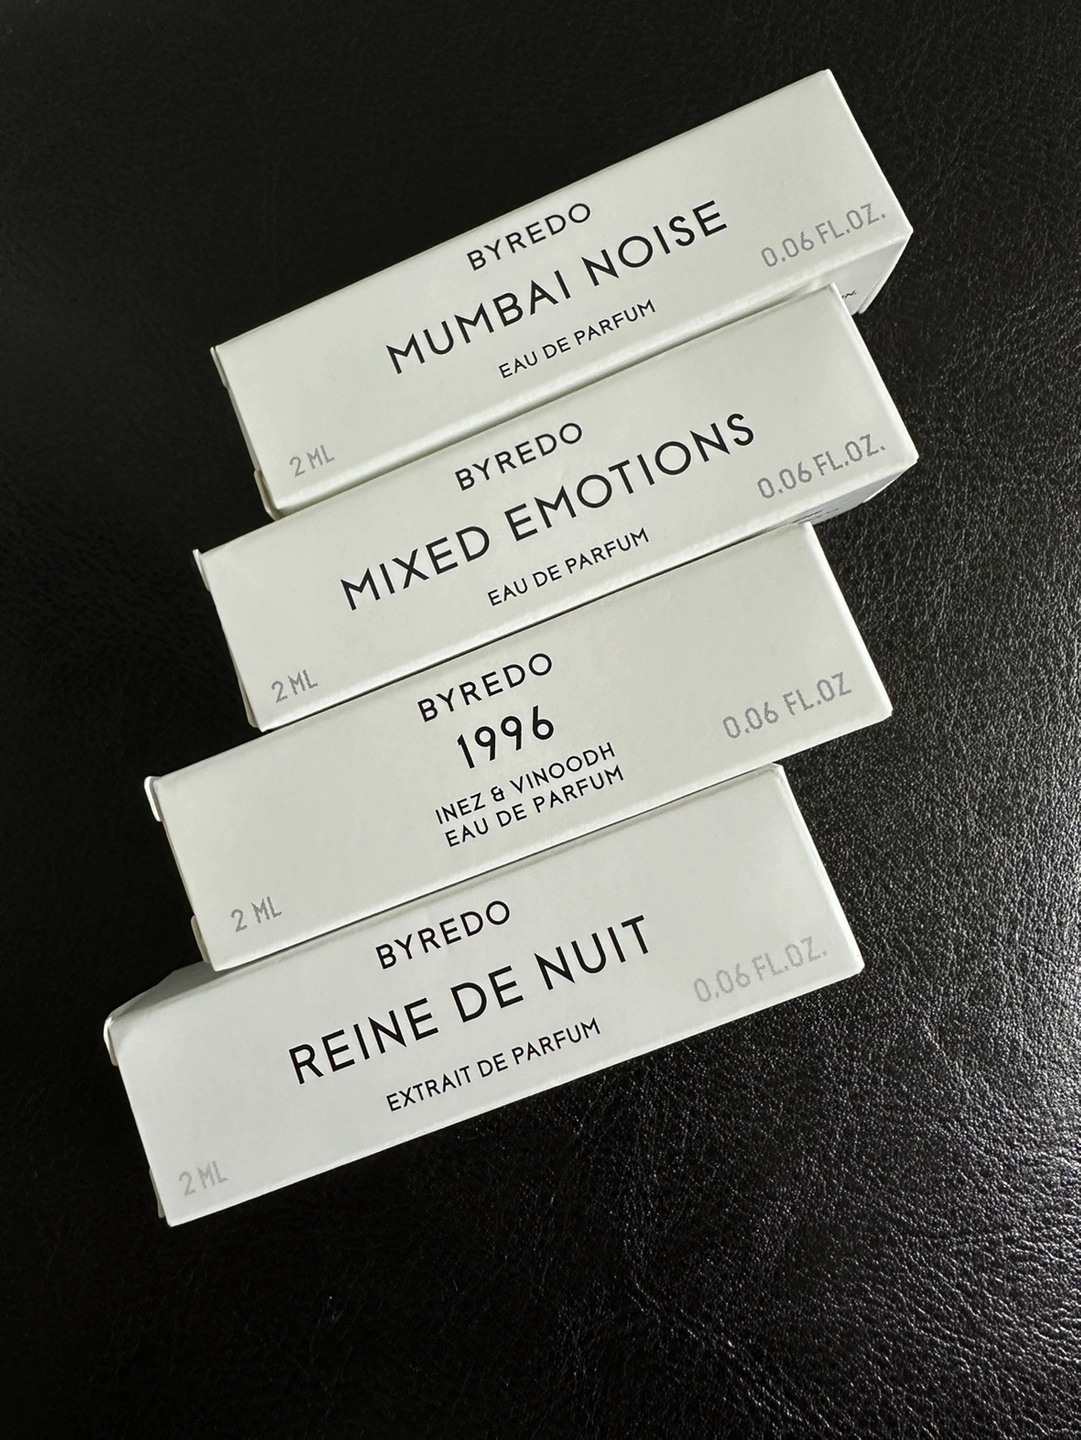 BYREDO
MUMBAI NOISE
EAU DE PARFUM
2 ML
0.06 FL.OZ.
BYREDO
MIXED EMOTIONS
EAU DE PARFUM
2 ML
0.06 FL.OZ.
BYREDO
1996
INEZ & VINOODH
EAU DE PARFUM
2 ML
0.06 FL.OZ
BYREDO
REINE DE NUIT
EXTRAIT DE PARFUM
2 ML
0.06 FL.OZ.